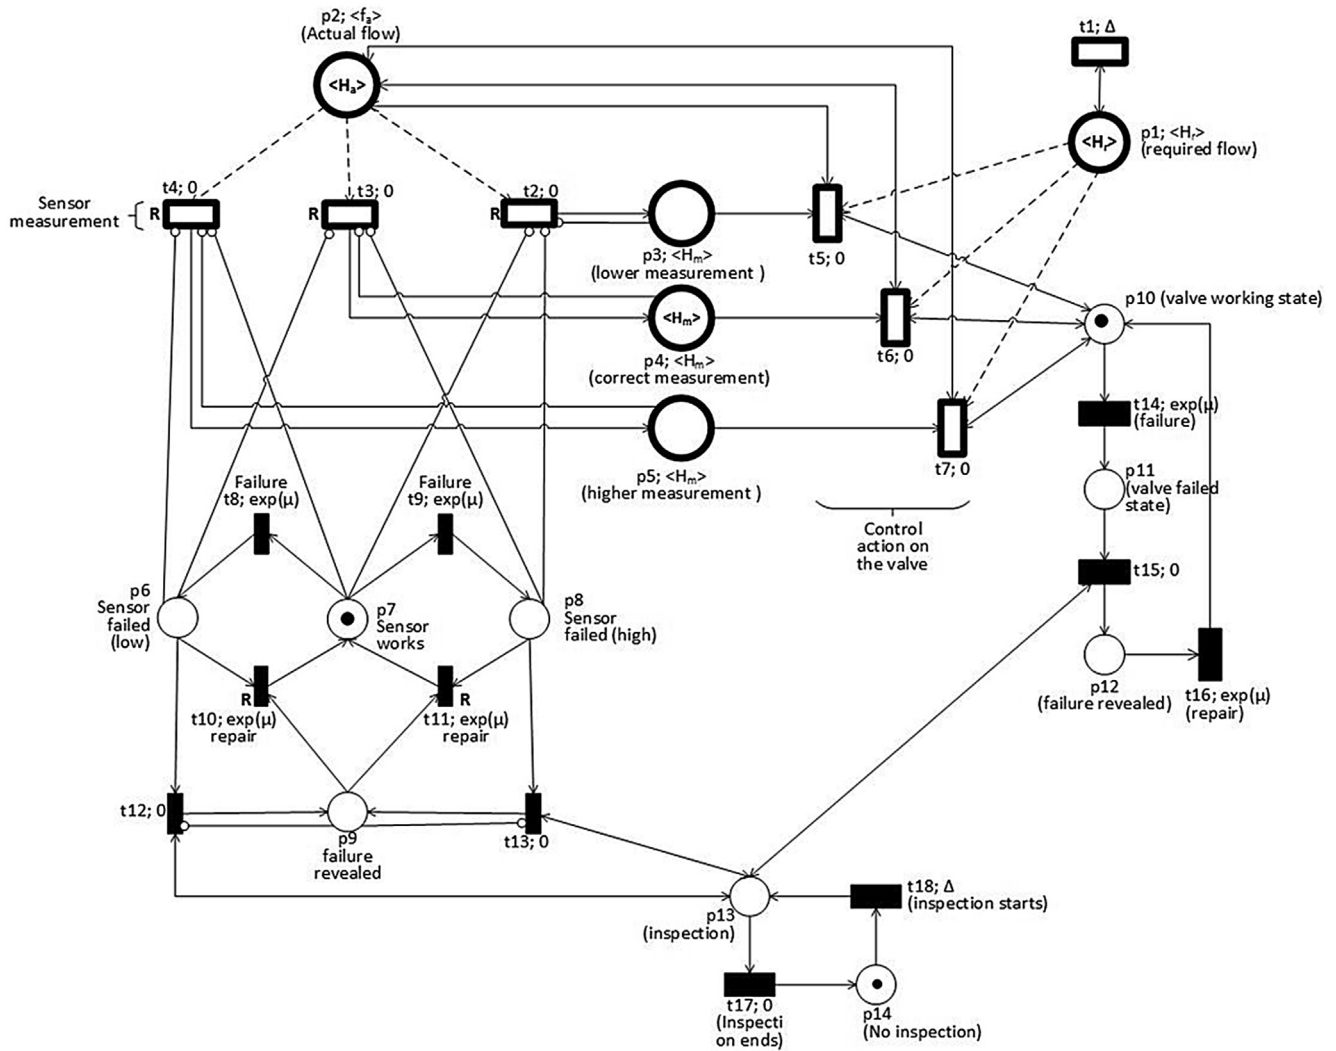 p2; <fₐ>
(Actual flow)
<Hₐ>
t1; Δ
<Hᵣ>
p1; <Hᵣ>
(required flow)
Sensor
measurement
t4; 0
R
t3; 0
R
t2; 0
R
p3; <Hₘ>
(lower measurement )
t5; 0
<Hₘ>
p4; <Hₘ>
(correct measurement)
t6; 0
p10 (valve working state)
p5; <Hₘ>
(higher measurement )
t7; 0
t14; exp(μ)
(failure)
p11
(valve failed
state)
Control
action on
the valve
t15; 0
p12
(failure revealed)
t16; exp(μ)
(repair)
Failure
t8; exp(μ)
Failure
t9; exp(μ)
p6
Sensor
failed
(low)
p7
Sensor
works
p8
Sensor
failed (high)
R
t10; exp(μ)
repair
R
t11; exp(μ)
repair
t12; 0
p9
failure
revealed
t13; 0
p13
(inspection)
t18; Δ
(inspection starts)
t17; 0
(Inspecti
on ends)
p14
(No inspection)